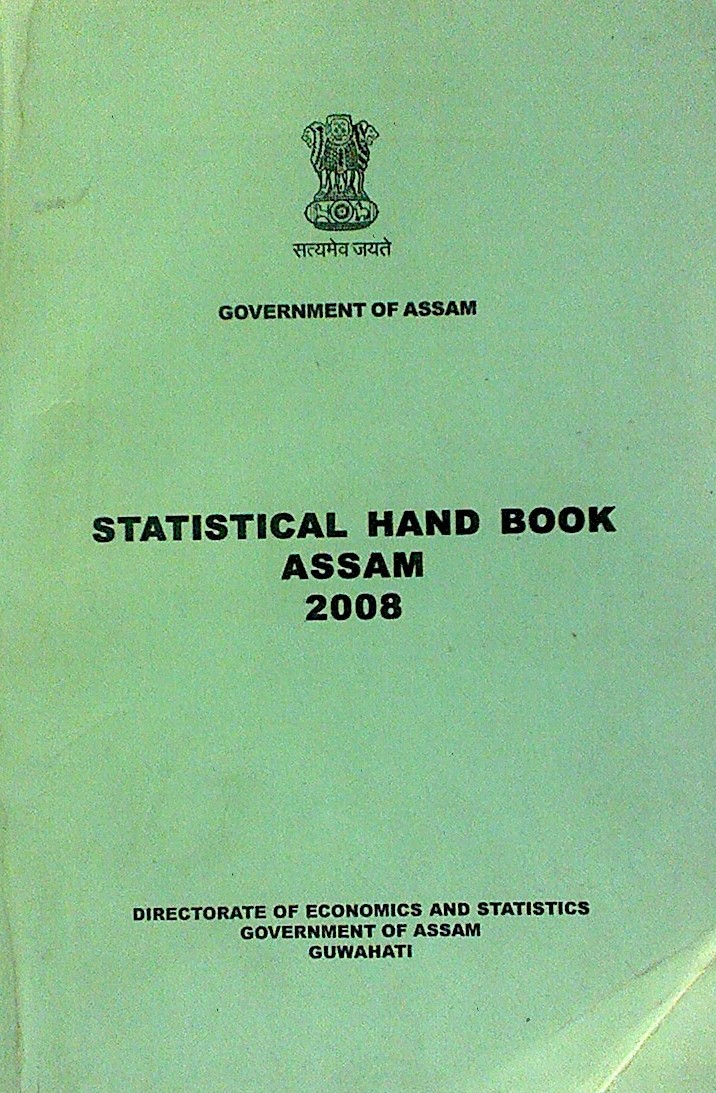 सत्यमेव जयते
GOVERNMENT OF ASSAM
STATISTICAL HAND BOOK
ASSAM
2008
DIRECTORATE OF ECONOMICS AND STATISTICS
GOVERNMENT OF ASSAM
GUWAHATI